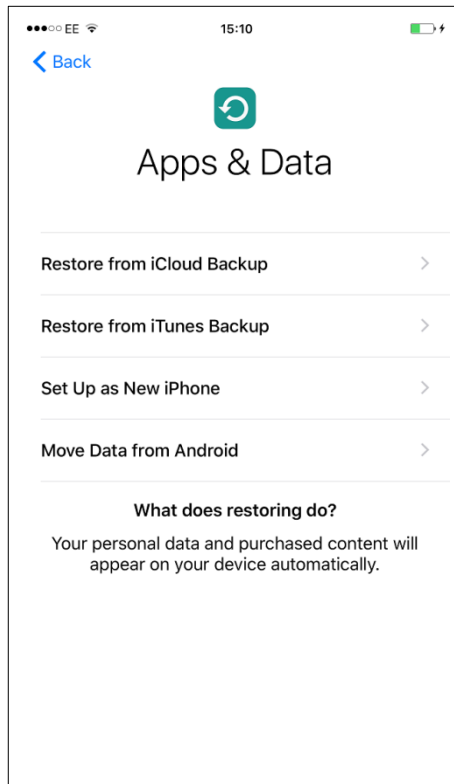 EE
15:10
Back
Apps & Data
Restore from iCloud Backup
Restore from iTunes Backup
Set Up as New iPhone
Move Data from Android
What does restoring do?
Your personal data and purchased content will
appear on your device automatically.